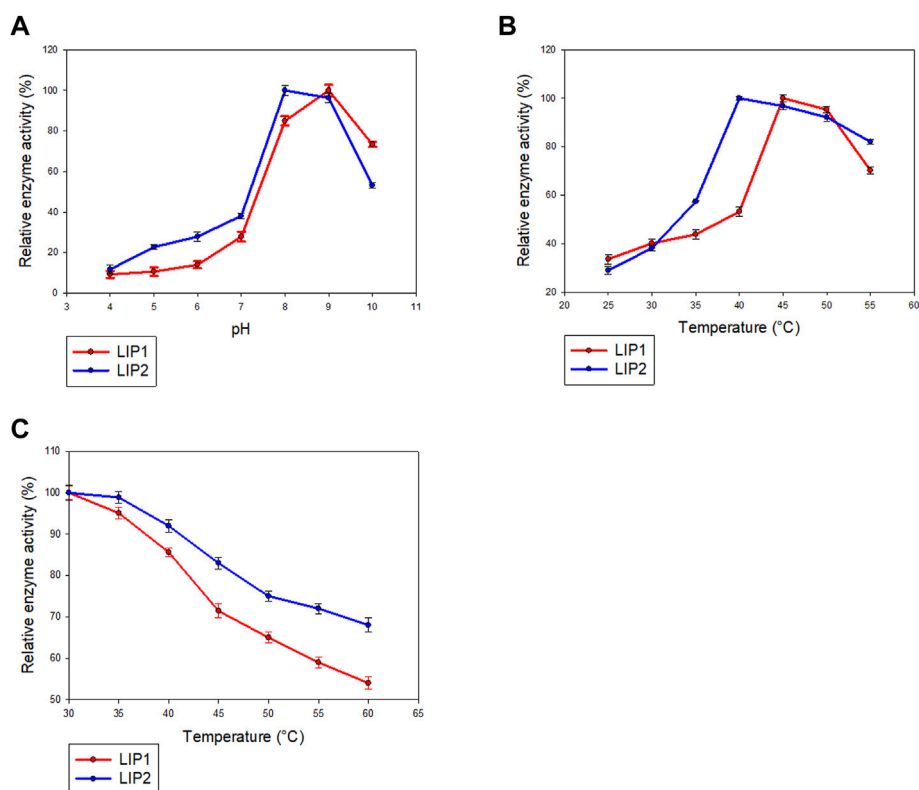 A
Relative enzyme activity (%)
120
100
80
60
40
20
0
3 4 5 6 7 8 9 10 11
pH
LIP1
LIP2
B
Relative enzyme activity (%)
120
100
80
60
40
20
20 25 30 35 40 45 50 55 60
Temperature (°C)
LIP1
LIP2
C
Relative enzyme activity (%)
110
100
90
80
70
60
50
30 35 40 45 50 55 60 65
Temperature (°C)
LIP1
LIP2